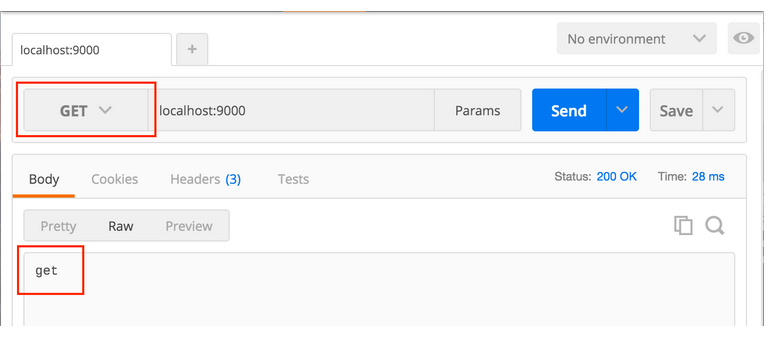 No environment
localhost:9000 +
GET localhost:9000 Params Send Save
Body Cookies Headers (3) Tests Status: 200 OK Time: 28 ms
Pretty Raw Preview
get